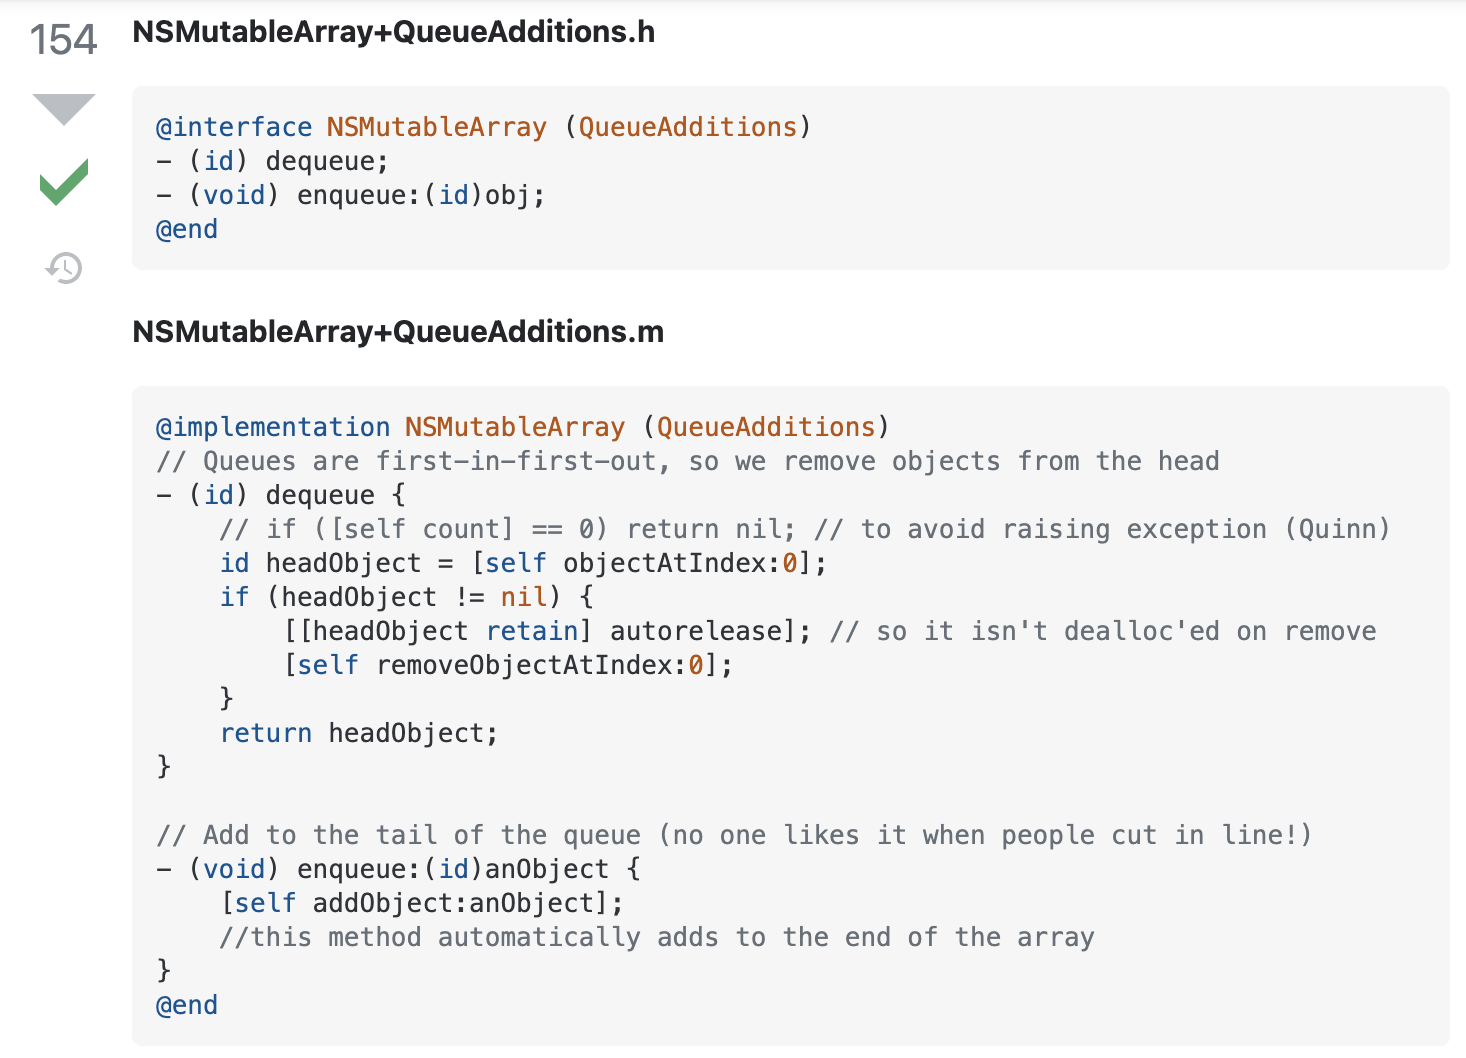 154
NSMutableArray+QueueAdditions.h
@interface NSMutableArray (QueueAdditions)
- (id) dequeue;
- (void) enqueue:(id)obj;
@end
NSMutableArray+QueueAdditions.m
@implementation NSMutableArray (QueueAdditions)
// Queues are first-in-first-out, so we remove objects from the head
- (id) dequeue {
    // if ([self count] == 0) return nil; // to avoid raising exception (Quinn)
    id headObject = [self objectAtIndex:0];
    if (headObject != nil) {
        [[headObject retain] autorelease]; // so it isn't dealloc'ed on remove
        [self removeObjectAtIndex:0];
    }
    return headObject;
}
// Add to the tail of the queue (no one likes it when people cut in line!)
- (void) enqueue:(id)anObject {
    [self addObject:anObject];
    //this method automatically adds to the end of the array
}
@end